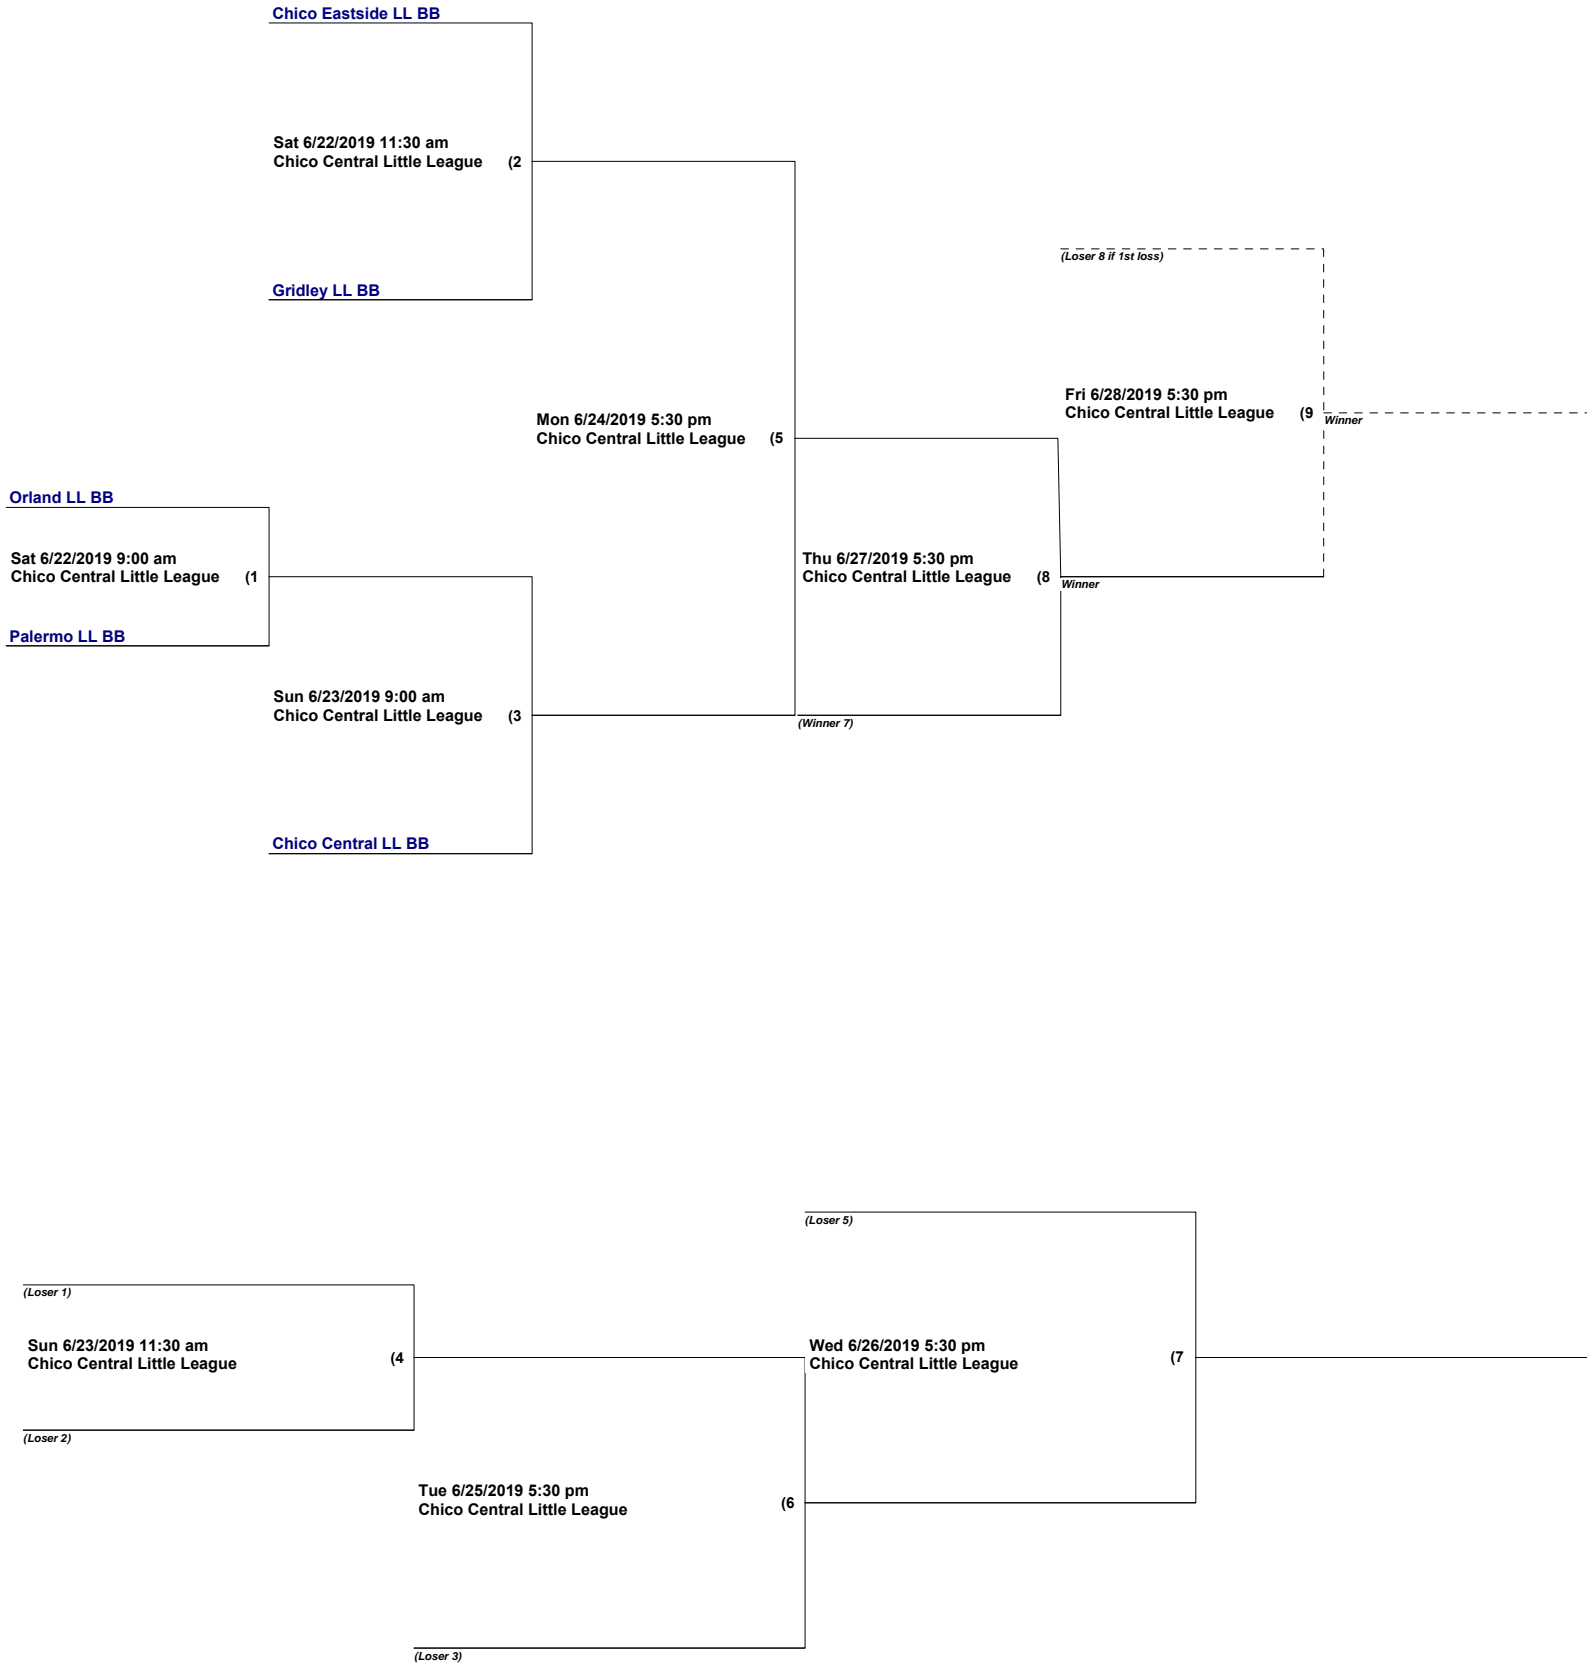 Chico Eastside LL BB
Sat 6/22/2019 11:30 am
Chico Central Little League (2
Gridley LL BB
(Loser 8 if 1st loss)
Fri 6/28/2019 5:30 pm
Chico Central Little League (9
Winner
Mon 6/24/2019 5:30 pm
Chico Central Little League (5
Orland LL BB
Sat 6/22/2019 9:00 am
Chico Central Little League (1
Palermo LL BB
Thu 6/27/2019 5:30 pm
Chico Central Little League (8
Winner
Sun 6/23/2019 9:00 am
Chico Central Little League (3
(Winner 7)
Chico Central LL BB
(Loser 5)
(Loser 1)
Sun 6/23/2019 11:30 am
Chico Central Little League (4
(Loser 2)
Wed 6/26/2019 5:30 pm
Chico Central Little League (7
Tue 6/25/2019 5:30 pm
Chico Central Little League (6
(Loser 3)